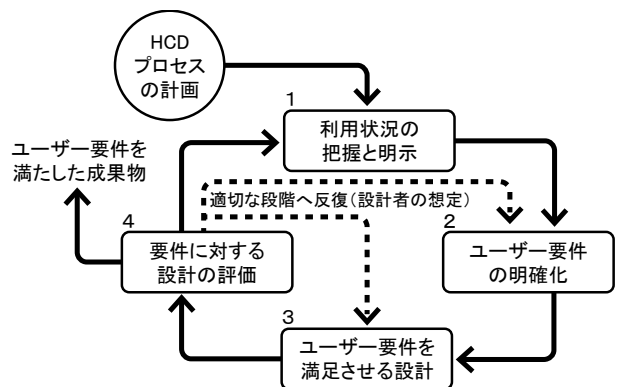 HCD
プロセス
の計画
1
利用状況の
把握と明示
ユーザー要件を
満たした成果物
適切な段階へ反復(設計者の想定)
4
要件に対する
設計の評価
2
ユーザー要件
の明確化
3
ユーザー要件を
満足させる設計